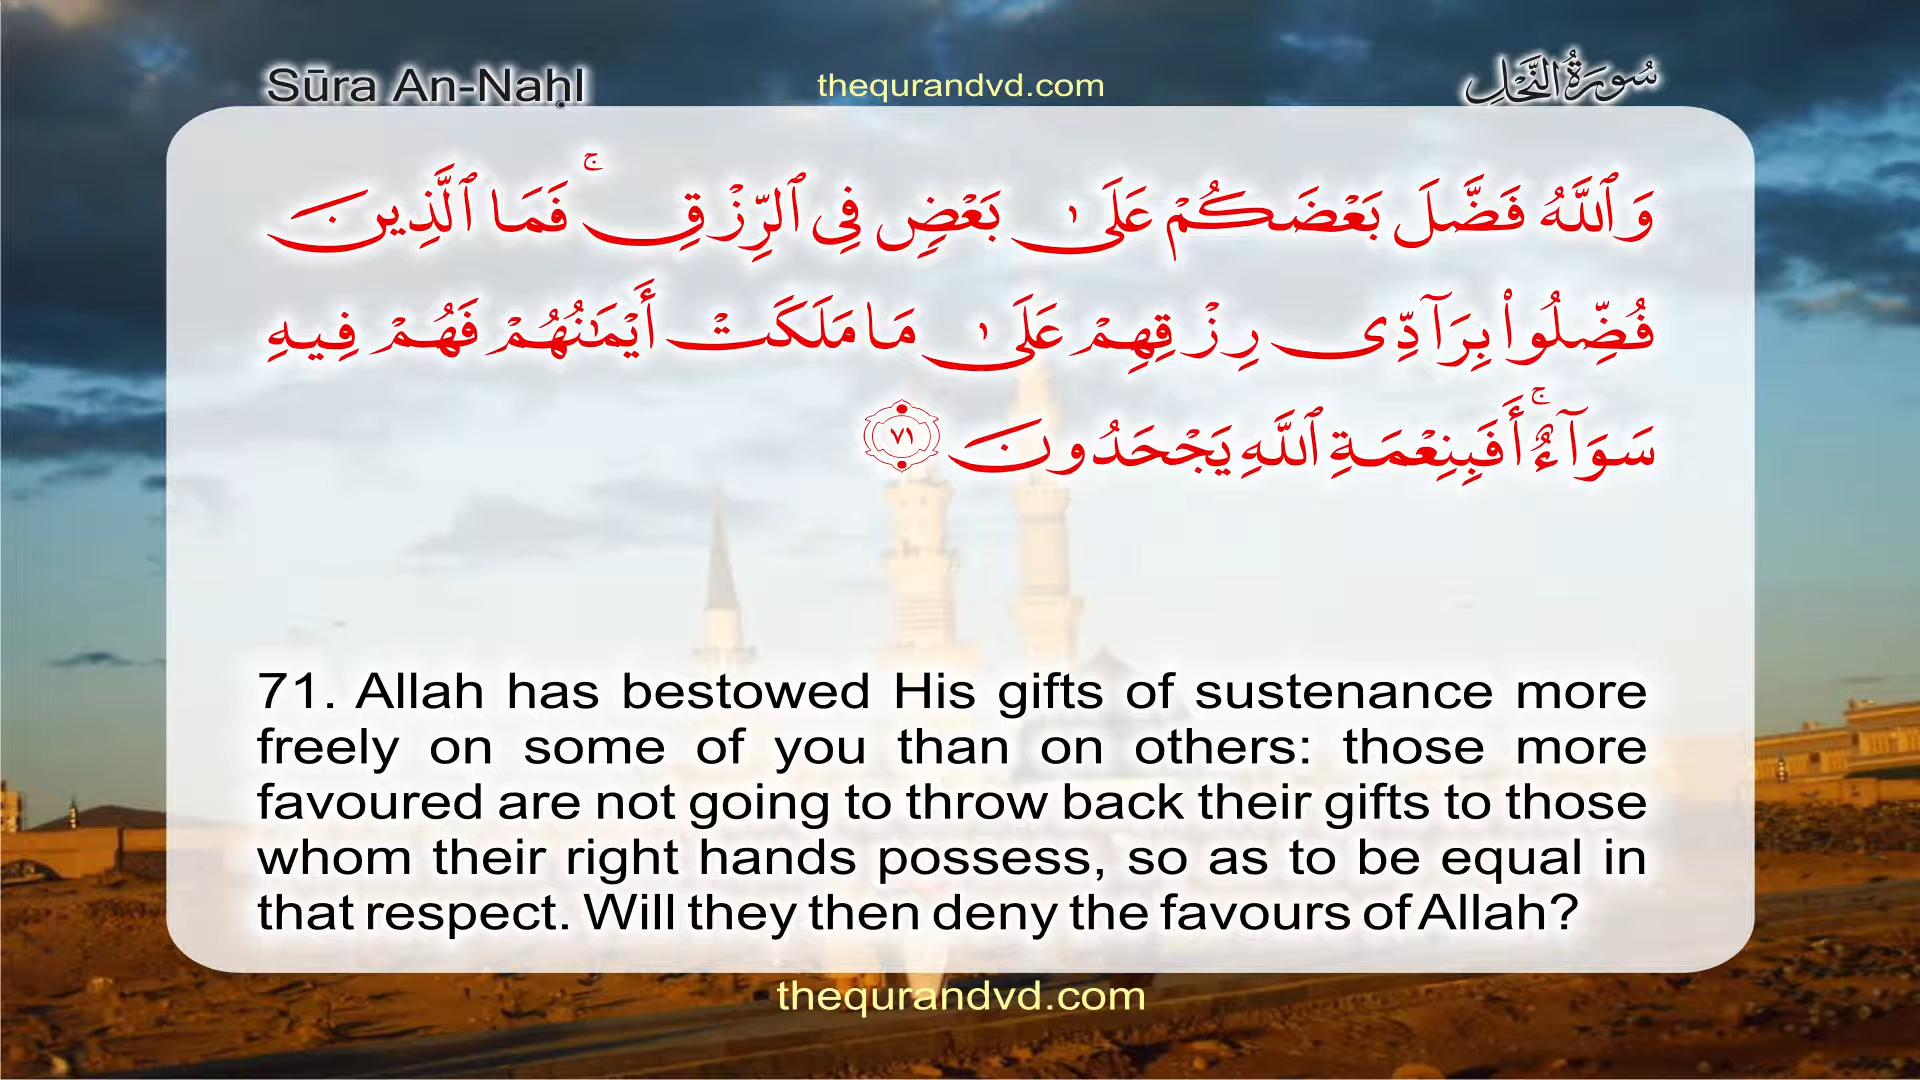 Sūra An-Naḥl
thequrandvd.com
سُورَةُ النَّحْلِ
وَٱللَّهُ فَضَّلَ بَعْضَكُمْ عَلَىٰ بَعْضٍ فِى ٱلرِّزْقِ ۚ فَمَا ٱلَّذِينَ
فُضِّلُوا۟ بِرَآدِّى رِزْقِهِمْ عَلَىٰ مَا مَلَكَتْ أَيْمَٰنُهُمْ فَهُمْ فِيهِ
سَوَآءٌ ۚ أَفَبِنِعْمَةِ ٱللَّهِ يَجْحَدُونَ ٧١
71. Allah has bestowed His gifts of sustenance more
freely on some of you than on others: those more
favoured are not going to throw back their gifts to those
whom their right hands possess, so as to be equal in
that respect. Will they then deny the favours of Allah?
thequrandvd.com